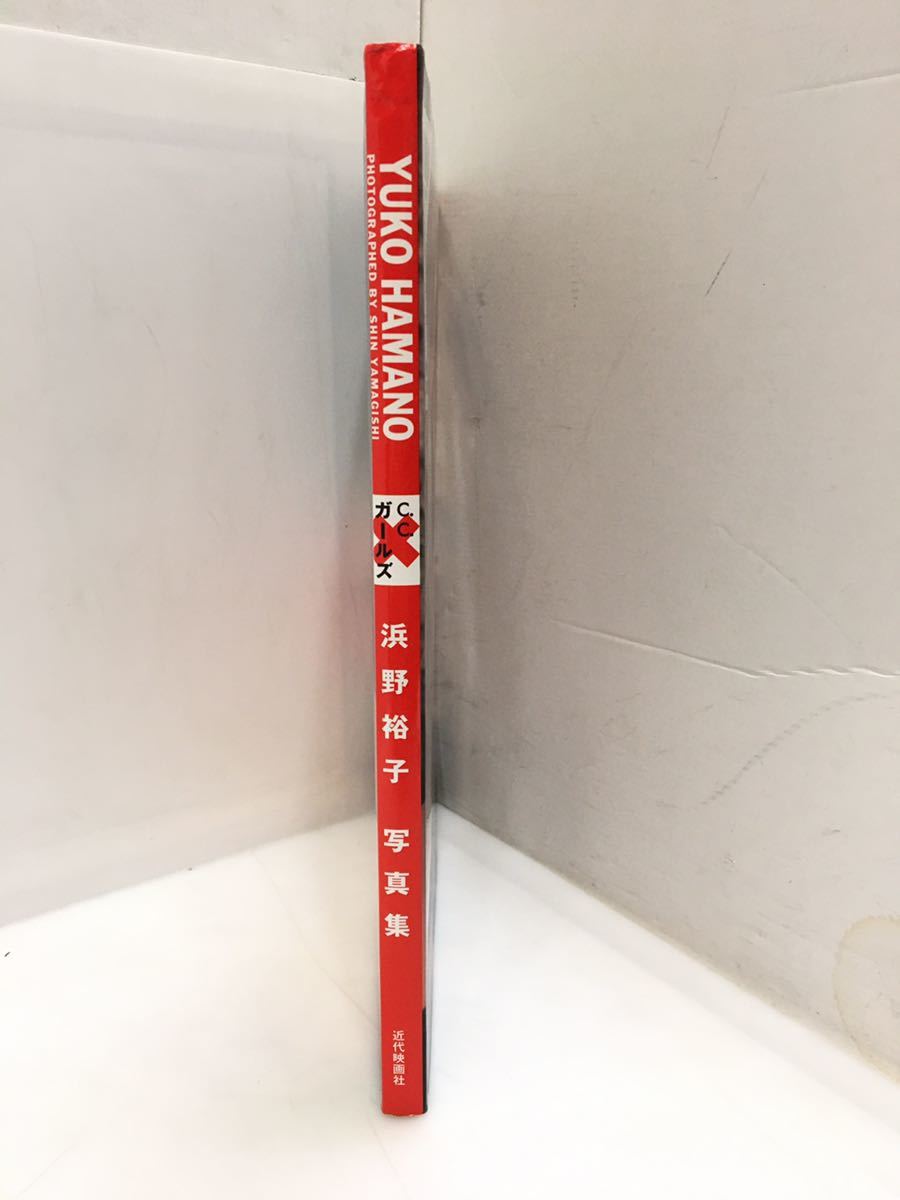 YUKO HAMANO
PHOTOGRAPHED BY SHIN YAMAGISHI
C.C.
ガールズ
浜野裕子 写真集
近代映画社